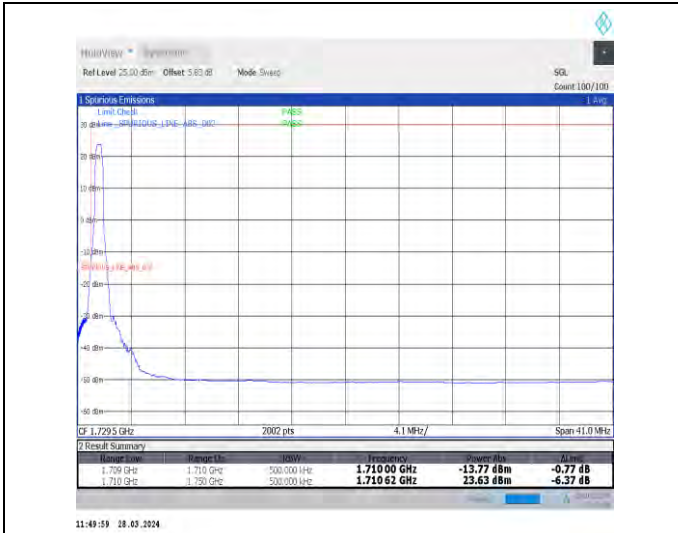 MultiView
Ref Level 25.00 dBm Offset 5.83 dB Mode Sweep SGL
Count 100/100
1 Spurious Emissions 1 Avg
Limit Check PASS
30 dBm Line _SPURIOUS_LINE_ABS_002 PASS
20 dBm
10 dBm
0 dBm
-10 dBm
-20 dBm
-30 dBm
-40 dBm
-50 dBm
-60 dBm
CF 1.7295 GHz 2002 pts 4.1 MHz/ Span 41.0 MHz
2 Result Summary
Range Low Range Up RBW Frequency Power Abs ΔLimit
1.709 GHz 1.710 GHz 500.000 kHz 1.71000 GHz -13.77 dBm -0.77 dB
1.710 GHz 1.750 GHz 500.000 kHz 1.71062 GHz 23.63 dBm -6.37 dB
11:49:59 28.03.2024